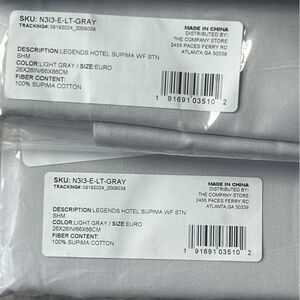 SKU: N3I3-E-LT-GRAY
TRACKING#: 08192024_2008038
MADE IN CHINA
DISTRIBUTED BY:
THE COMPANY STORE
2455 PACES FERRY RD
ATLANTA,GA 30339
DESCRIPTION:LEGENDS HOTEL SUPIMA WF STN
SHM
COLOR:LIGHT GRAY / SIZE:EURO
26X26IN/66X66CM
FIBER CONTENT:
100% SUPIMA COTTON
1 91691 03510 2
SKU: N3I3-E-LT-GRAY
TRACKING#: 08192024_2008038
MADE IN CHINA
DISTRIBUTED BY:
THE COMPANY STORE
2455 PACES FERRY RD
ATLANTA,GA 30339
DESCRIPTION:LEGENDS HOTEL SUPIMA WF STN
SHM
COLOR:LIGHT GRAY / SIZE:EURO
26X26IN/66X66CM
FIBER CONTENT:
100% SUPIMA COTTON
1 91691 03510 2